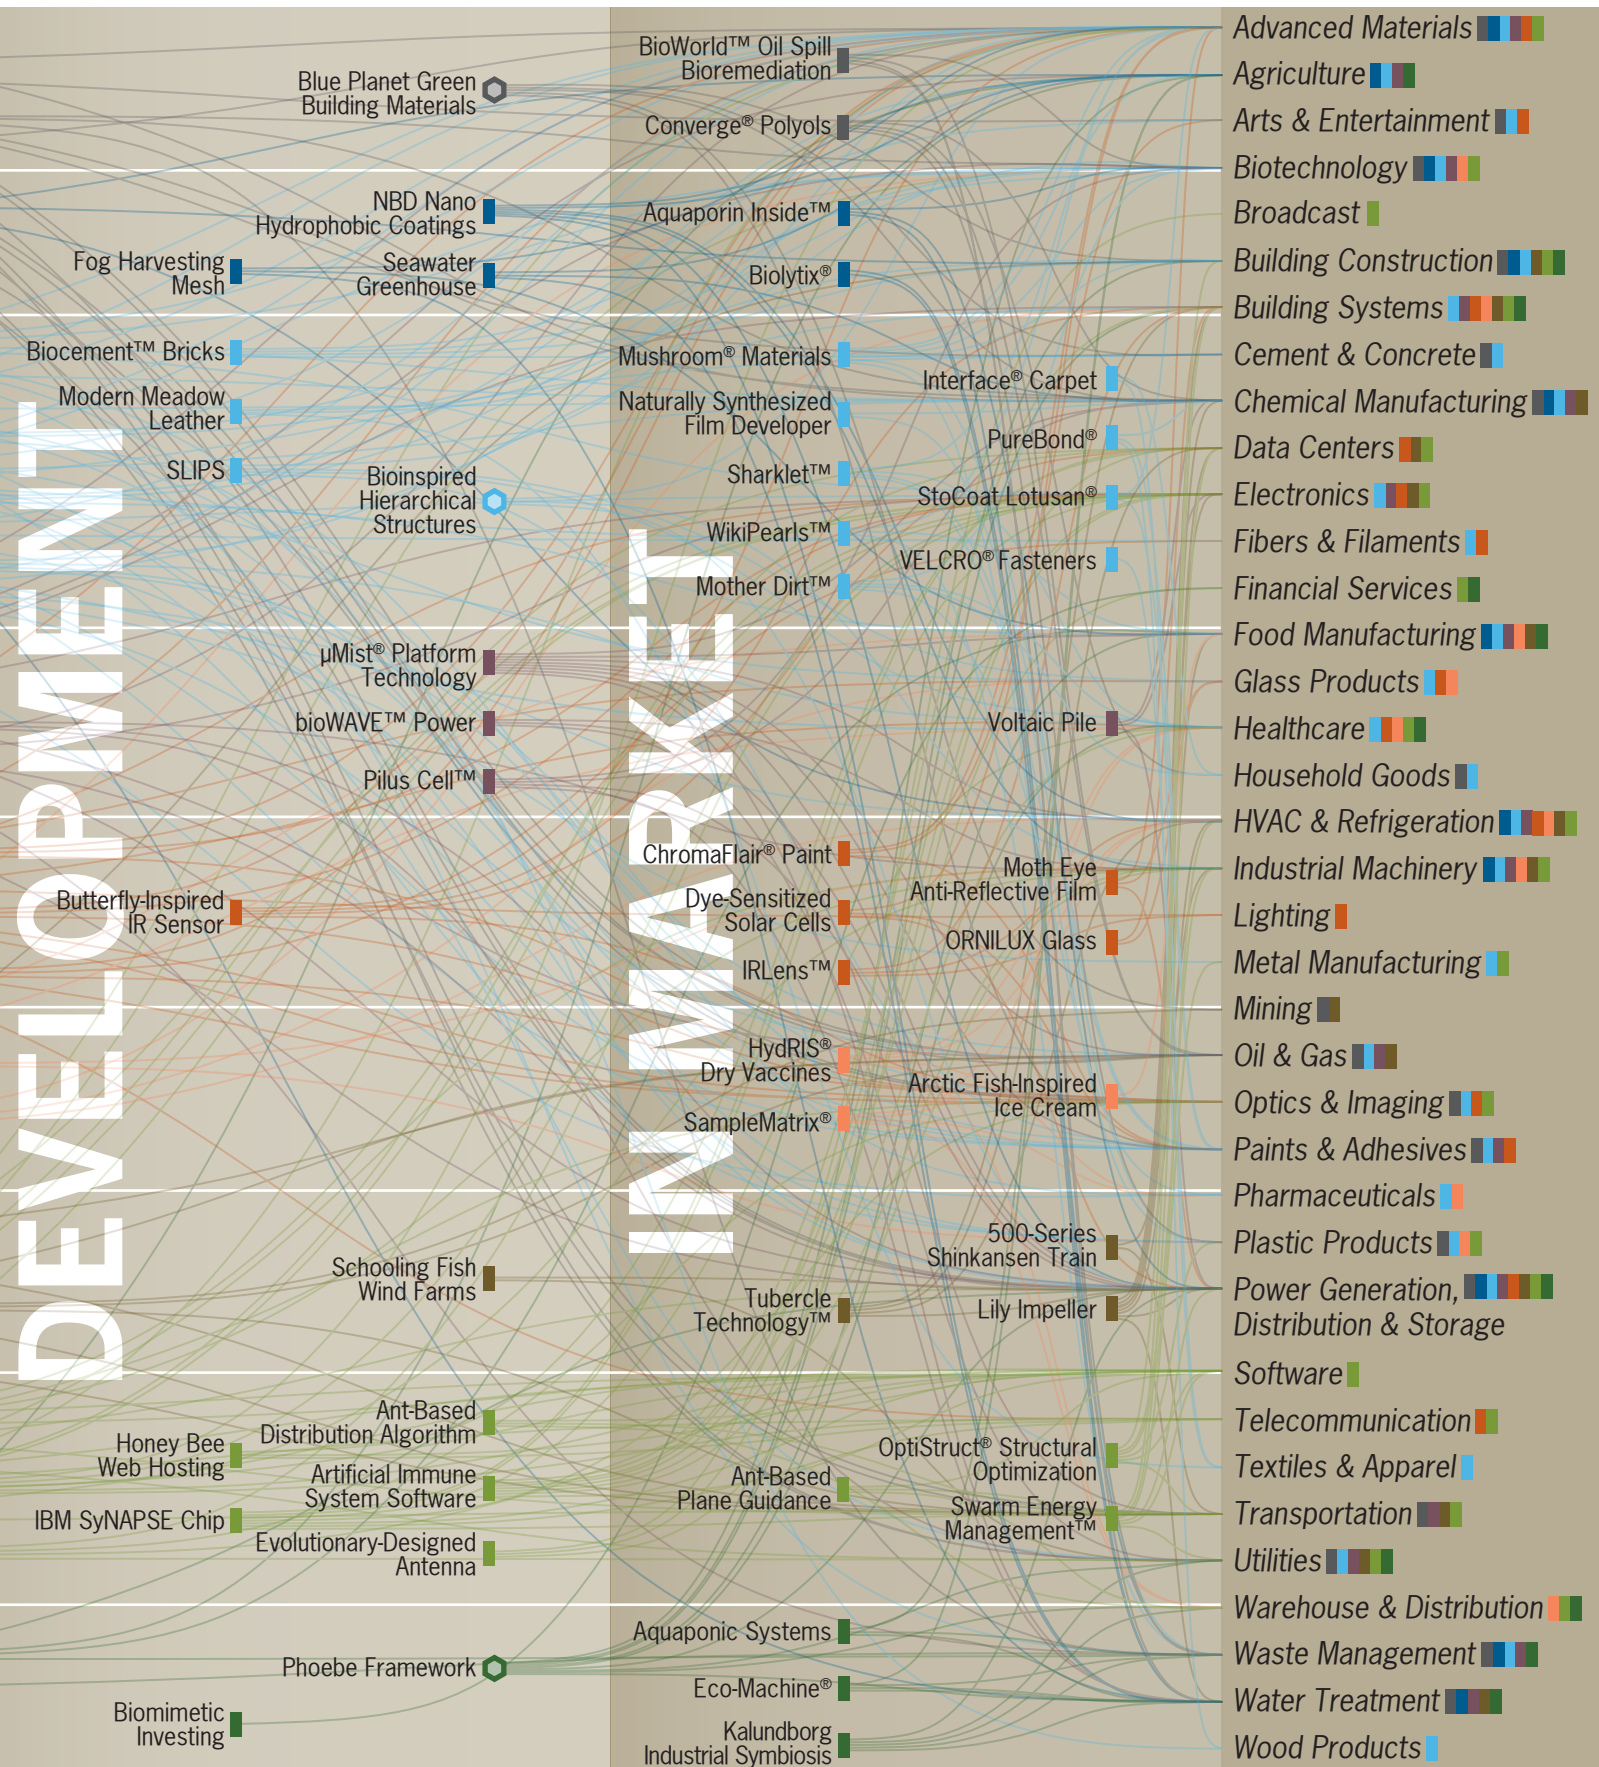 DEVELOPMENT
Blue Planet Green
Building Materials
NBD Nano
Hydrophobic Coatings
Fog Harvesting
Mesh
Seawater
Greenhouse
Biocement™ Bricks
Modern Meadow
Leather
SLIPS
Bioinspired
Hierarchical
Structures
µMist® Platform
Technology
bioWAVE™ Power
Pilus Cell™
Butterfly-Inspired
IR Sensor
Schooling Fish
Wind Farms
Ant-Based
Distribution Algorithm
Honey Bee
Web Hosting
Artificial Immune
System Software
IBM SyNAPSE Chip
Evolutionary-Designed
Antenna
Phoebe Framework
Biomimetic
Investing
IN MARKET
BioWorld™ Oil Spill
Bioremediation
Converge® Polyols
Aquaporin Inside™
Biolytix®
Mushroom® Materials
Interface® Carpet
Naturally Synthesized
Film Developer
PureBond®
Sharklet™
StoCoat Lotusan®
WikiPearls™
VELCRO® Fasteners
Mother Dirt™
Voltaic Pile
ChromaFlair® Paint
Moth Eye
Anti-Reflective Film
Dye-Sensitized
Solar Cells
ORNILUX Glass
IRLens™
HydRIS®
Dry Vaccines
Arctic Fish-Inspired
Ice Cream
SampleMatrix®
500-Series
Shinkansen Train
Tubercle
Technology™
Lily Impeller
OptiStruct® Structural
Optimization
Ant-Based
Plane Guidance
Swarm Energy
Management™
Aquaponic Systems
Eco-Machine®
Kalundborg
Industrial Symbiosis
Advanced Materials
Agriculture
Arts & Entertainment
Biotechnology
Broadcast
Building Construction
Building Systems
Cement & Concrete
Chemical Manufacturing
Data Centers
Electronics
Fibers & Filaments
Financial Services
Food Manufacturing
Glass Products
Healthcare
Household Goods
HVAC & Refrigeration
Industrial Machinery
Lighting
Metal Manufacturing
Mining
Oil & Gas
Optics & Imaging
Paints & Adhesives
Pharmaceuticals
Plastic Products
Power Generation,
Distribution & Storage
Software
Telecommunication
Textiles & Apparel
Transportation
Utilities
Warehouse & Distribution
Waste Management
Water Treatment
Wood Products